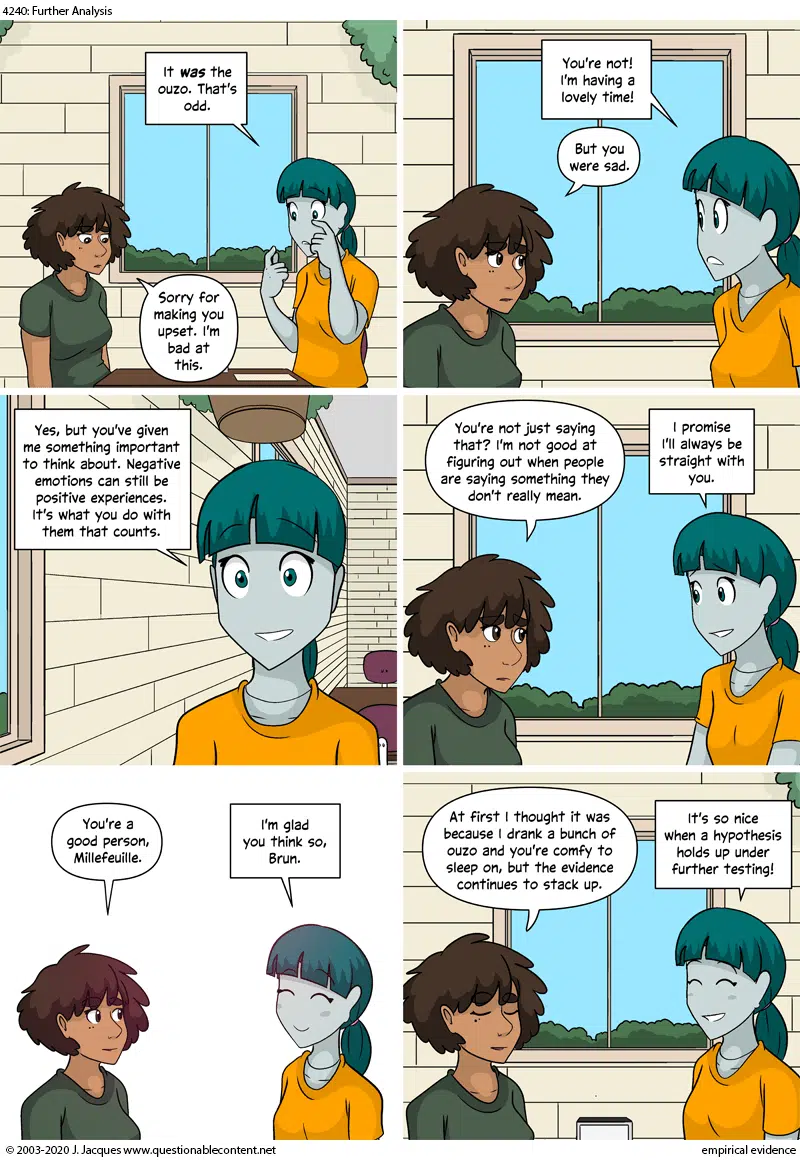 4240: Further Analysis
It was the
ouzo. That's
odd.
Sorry for
making you
upset. I'm
bad at
this.
You're not!
I'm having a
lovely time!
But you
were sad.
Yes, but you've given
me something important
to think about. Negative
emotions can still be
positive experiences.
It's what you do with
them that counts.
You're not just saying
that? I'm not good at
figuring out when people
are saying something they
don't really mean.
I promise
I'll always be
straight with
you.
You're a
good person,
Millefeuille.
I'm glad
you think so,
Brun.
At first I thought it was
because I drank a bunch of
ouzo and you're comfy to
sleep on, but the evidence
continues to stack up.
It's so nice
when a hypothesis
holds up under
further testing!
© 2003-2020 J. Jacques www.questionablecontent.net
empirical evidence